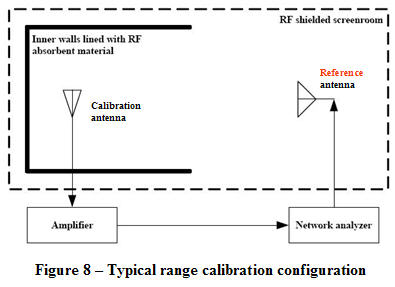 RF shielded screenroom
Inner walls lined with RF
absorbent material
Reference
antenna
Calibration
antenna
Amplifier
Network analyzer
Figure 8 – Typical range calibration configuration